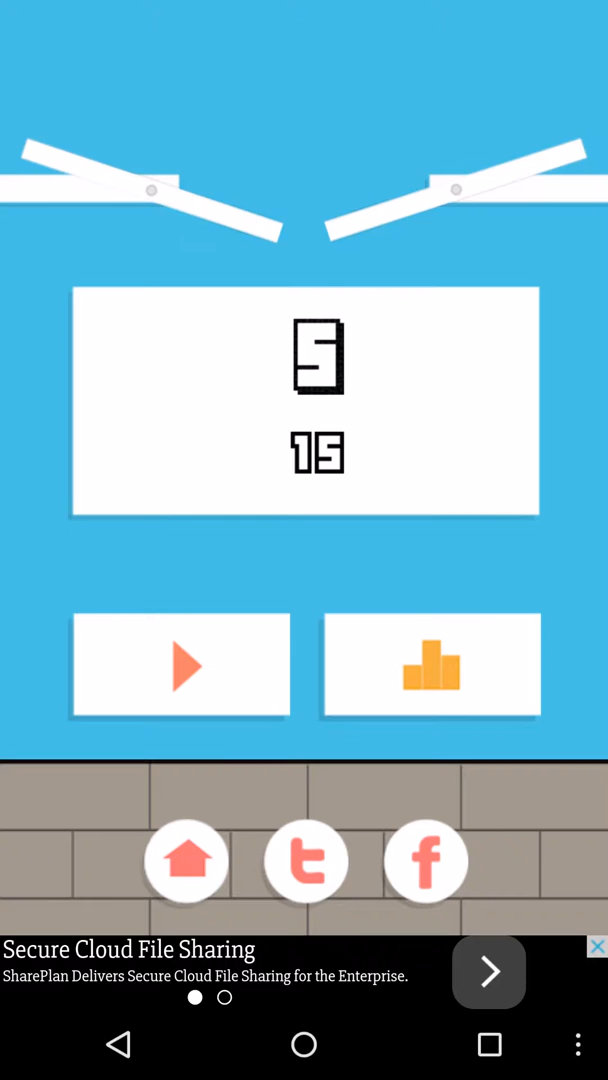 5
15
Secure Cloud File Sharing
SharePlan Delivers Secure Cloud File Sharing for the Enterprise.